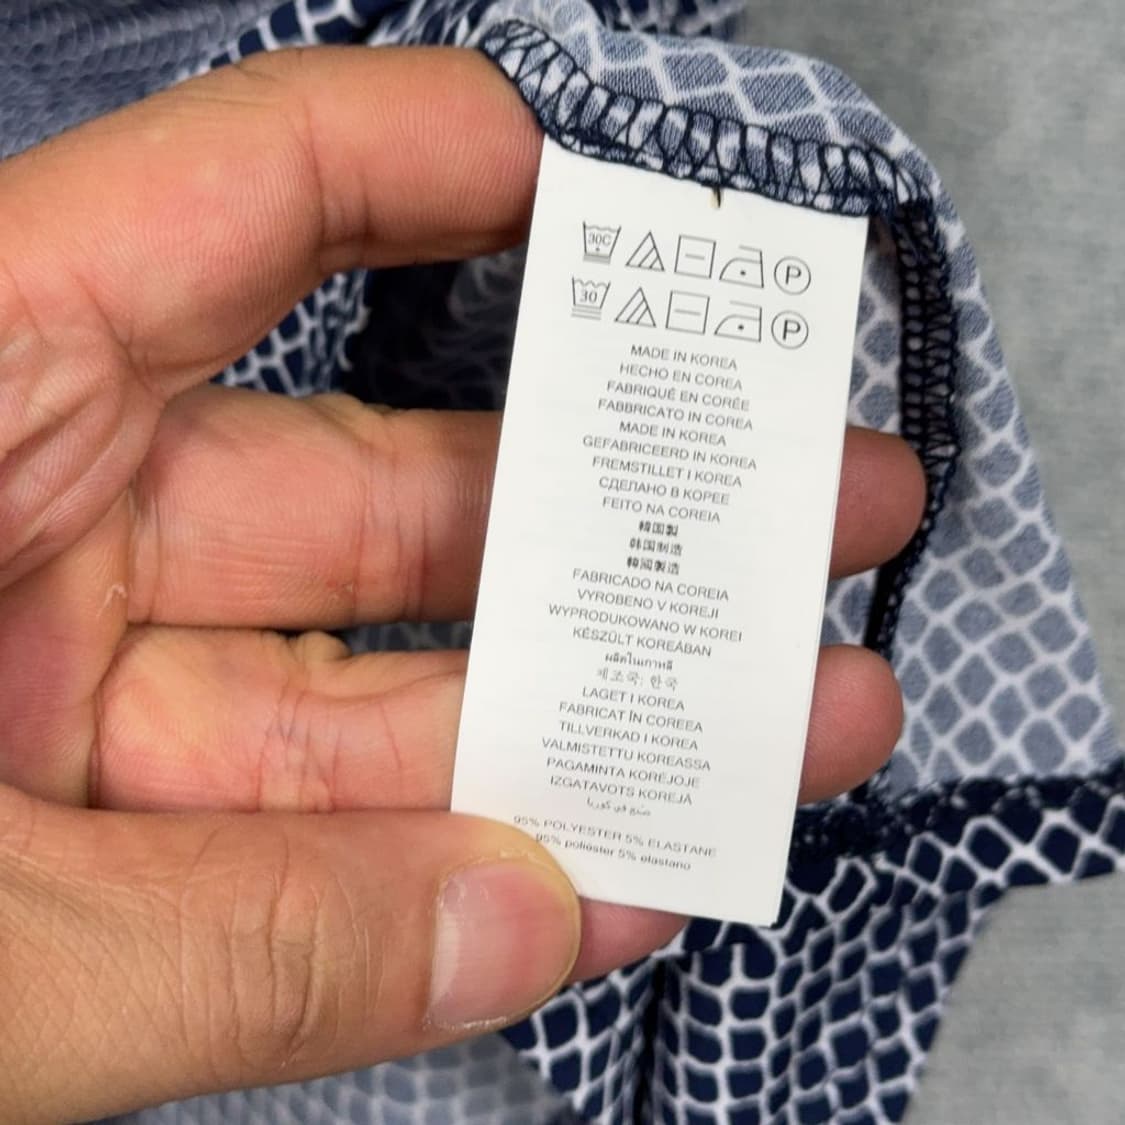 30C P
30 P
MADE IN KOREA
HECHO EN COREA
FABRIQUÉ EN CORÉE
FABBRICATO IN COREA
MADE IN KOREA
GEFABRICEERD IN KOREA
FREMSTILLET I KOREA
СДЕЛАНО В КОРЕЕ
FEITO NA COREIA
韓国製
韩国制造
韓國製造
FABRICADO NA COREIA
VYROBENO V KOREJI
WYPRODUKOWANO W KOREI
KÉSZÜLT KOREÁBAN
ผลิตในเกาหลี
제조국: 한국
LAGET I KOREA
FABRICAT ÎN COREEA
TILLVERKAD I KOREA
VALMISTETTU KOREASSA
PAGAMINTA KORĖJOJE
IZGATAVOTS KOREJĀ
صنع في كوريا
95% POLYESTER 5% ELASTANE
95% poliéster 5% elastano